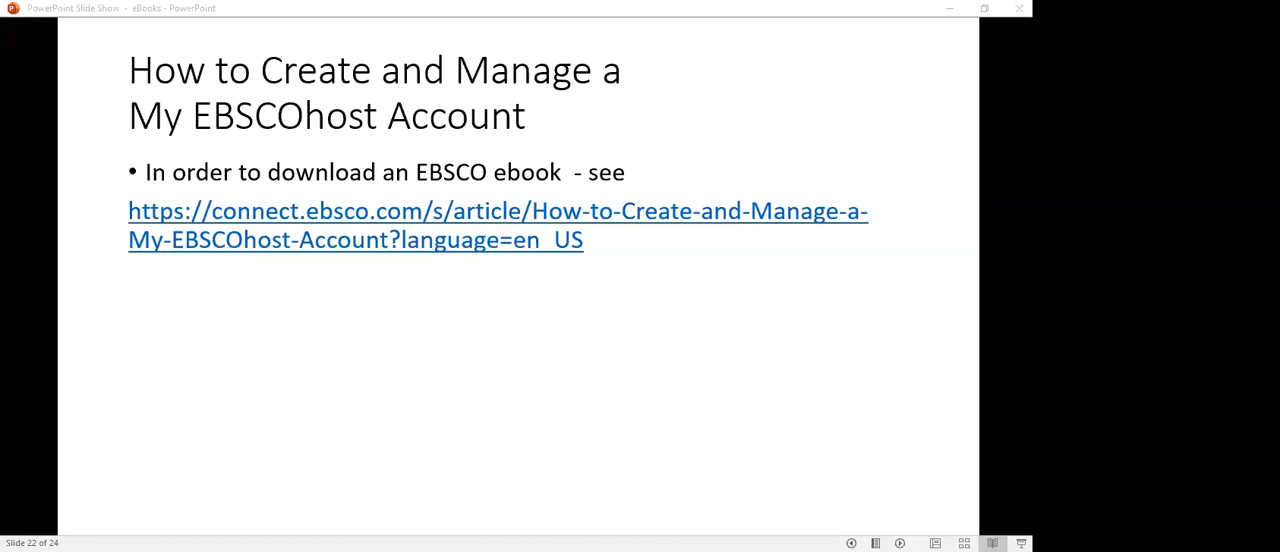 PowerPoint Slide Show - eBooks - PowerPoint
How to Create and Manage a
My EBSCOhost Account
• In order to download an EBSCO ebook - see
https://connect.ebsco.com/s/article/How-to-Create-and-Manage-a-
My-EBSCOhost-Account?language=en_US
Slide 22 of 24